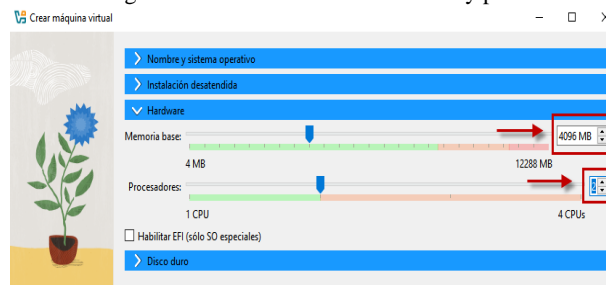 Crear máquina virtual
Nombre y sistema operativo
Instalación desatendida
Hardware
Memoria base:
4096 MB
4 MB
12288 MB
Procesadores:
2
1 CPU
4 CPUs
Habilitar EFI (sólo SO especiales)
Disco duro